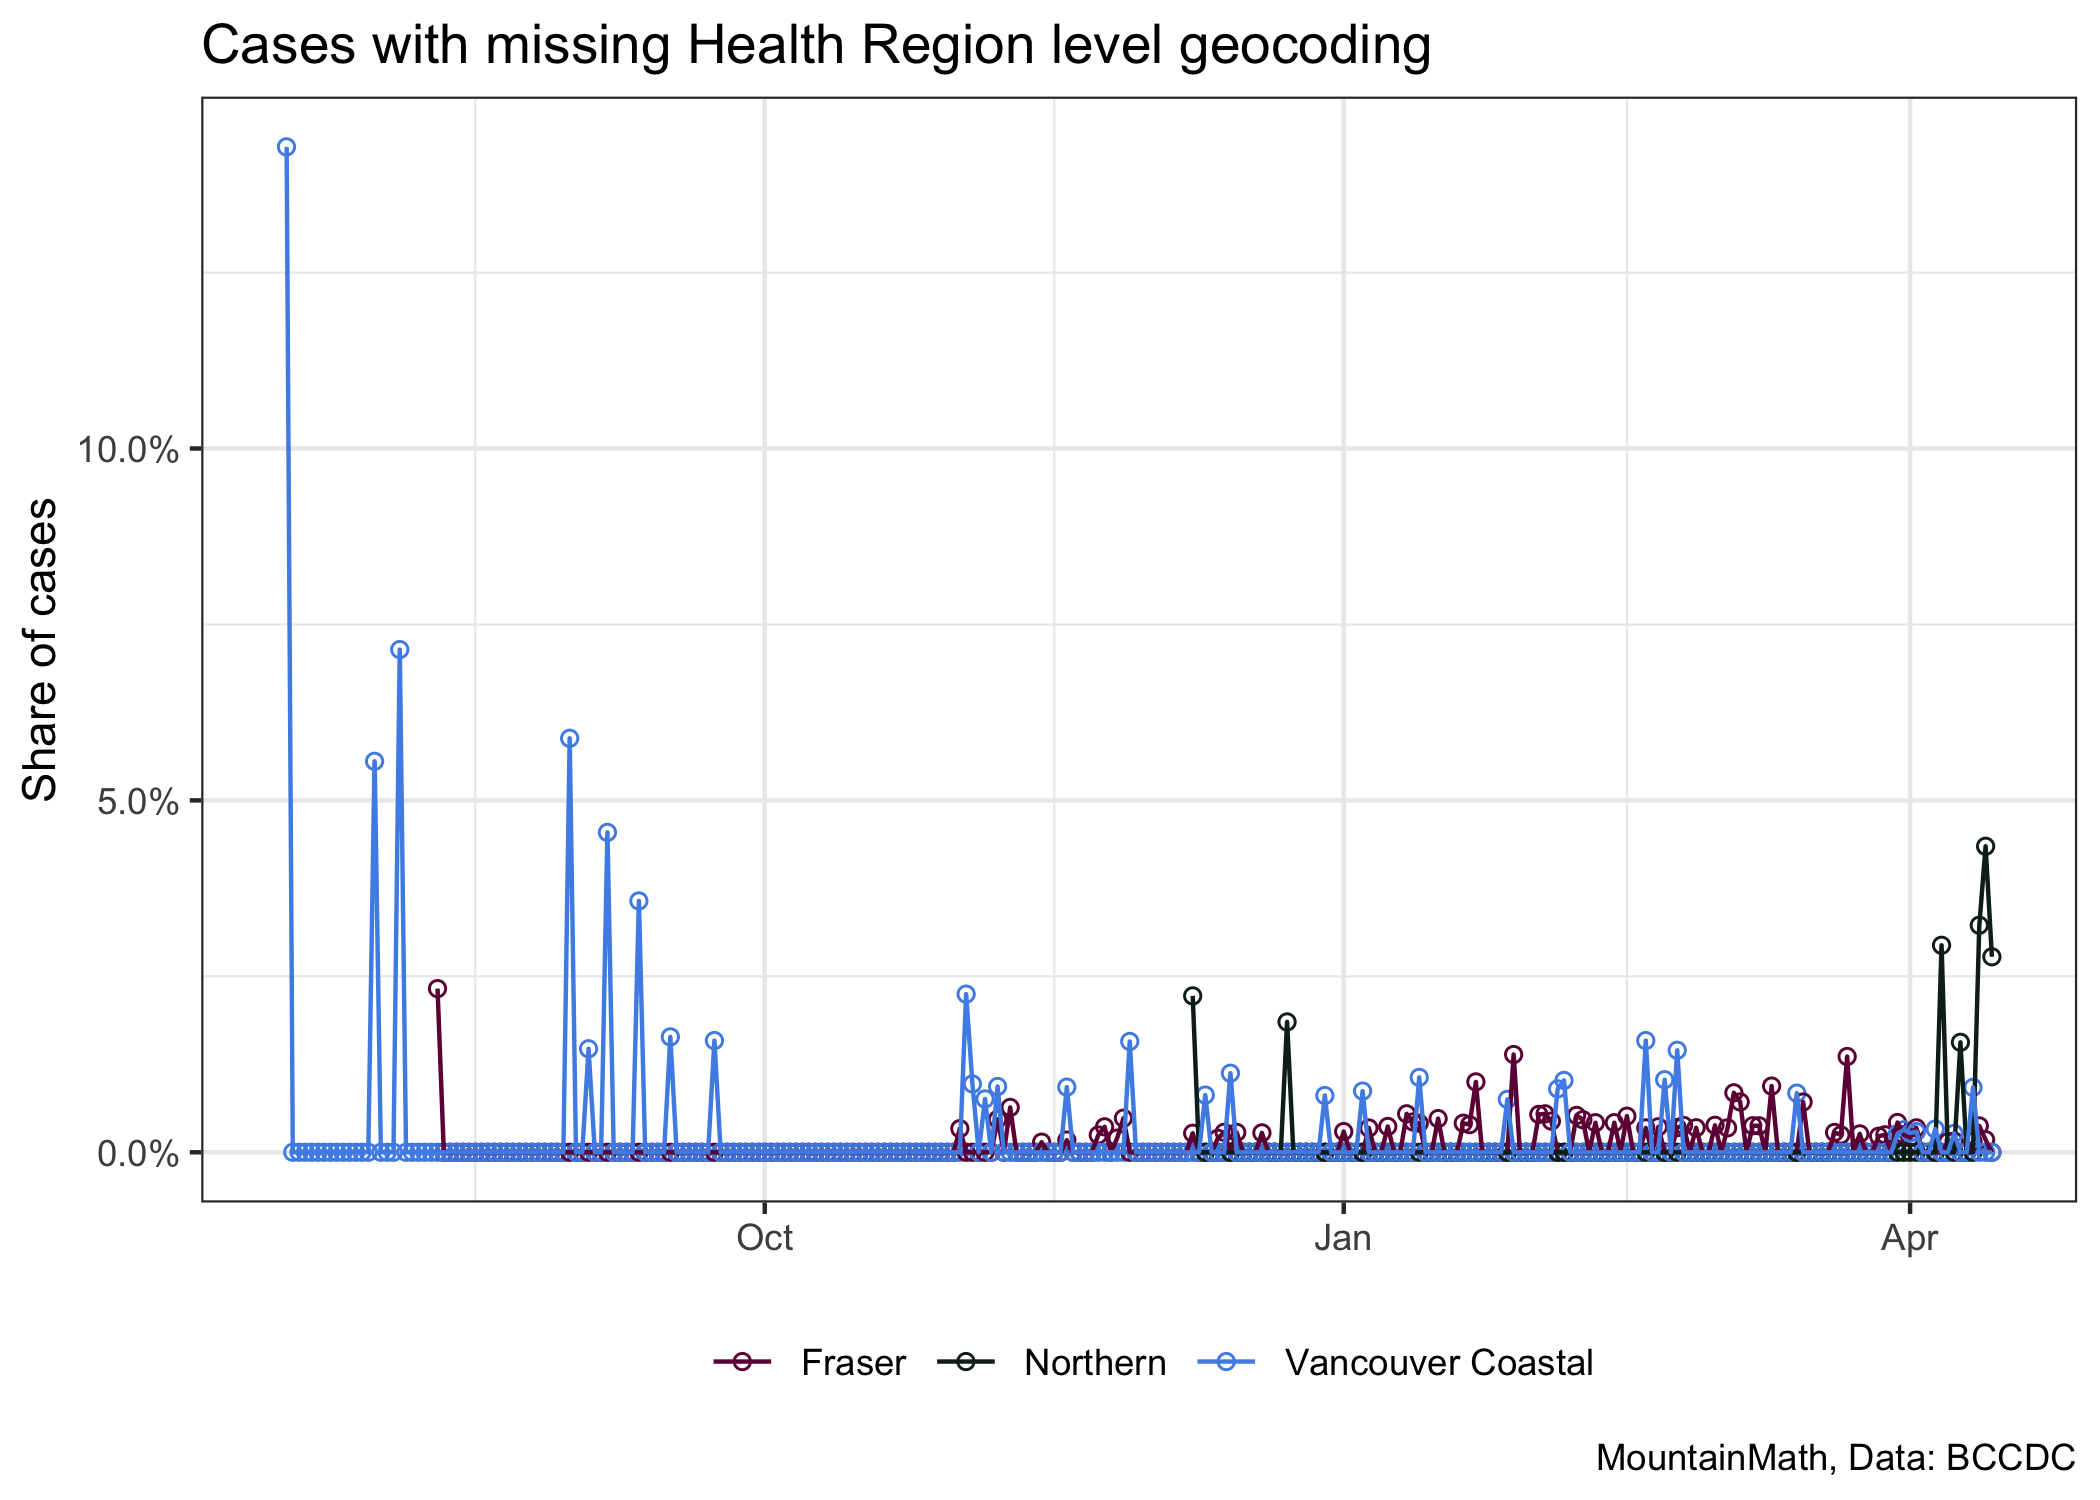 Cases with missing Health Region level geocoding
Share of cases
10.0%
5.0%
0.0%
Oct Jan Apr
Fraser Northern Vancouver Coastal
MountainMath, Data: BCCDC